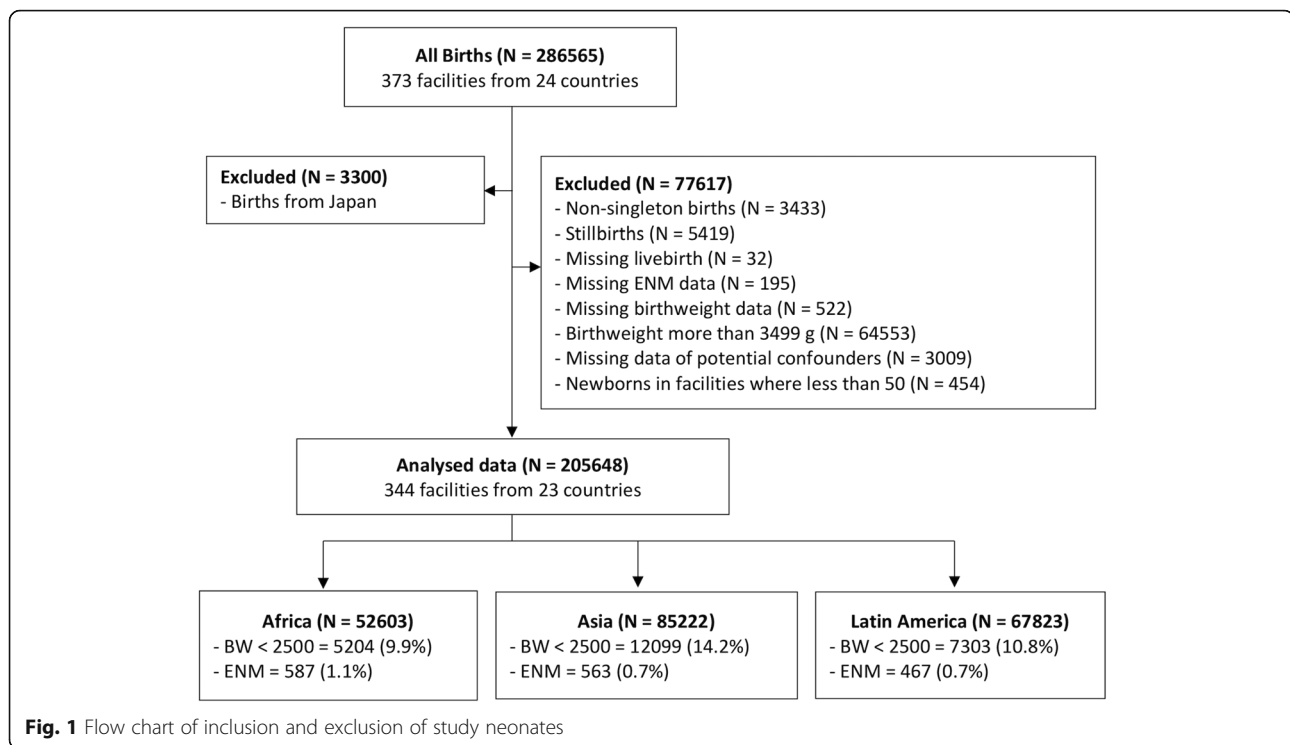 All Births (N = 286565)
373 facilities from 24 countries
Excluded (N = 3300)
- Births from Japan
Excluded (N = 77617)
- Non-singleton births (N = 3433)
- Stillbirths (N = 5419)
- Missing livebirth (N = 32)
- Missing ENM data (N = 195)
- Missing birthweight data (N = 522)
- Birthweight more than 3499 g (N = 64553)
- Missing data of potential confounders (N = 3009)
- Newborns in facilities where less than 50 (N = 454)
Analysed data (N = 205648)
344 facilities from 23 countries
Africa (N = 52603)
- BW < 2500 = 5204 (9.9%)
- ENM = 587 (1.1%)
Asia (N = 85222)
- BW < 2500 = 12099 (14.2%)
- ENM = 563 (0.7%)
Latin America (N = 67823)
- BW < 2500 = 7303 (10.8%)
- ENM = 467 (0.7%)
Fig. 1 Flow chart of inclusion and exclusion of study neonates